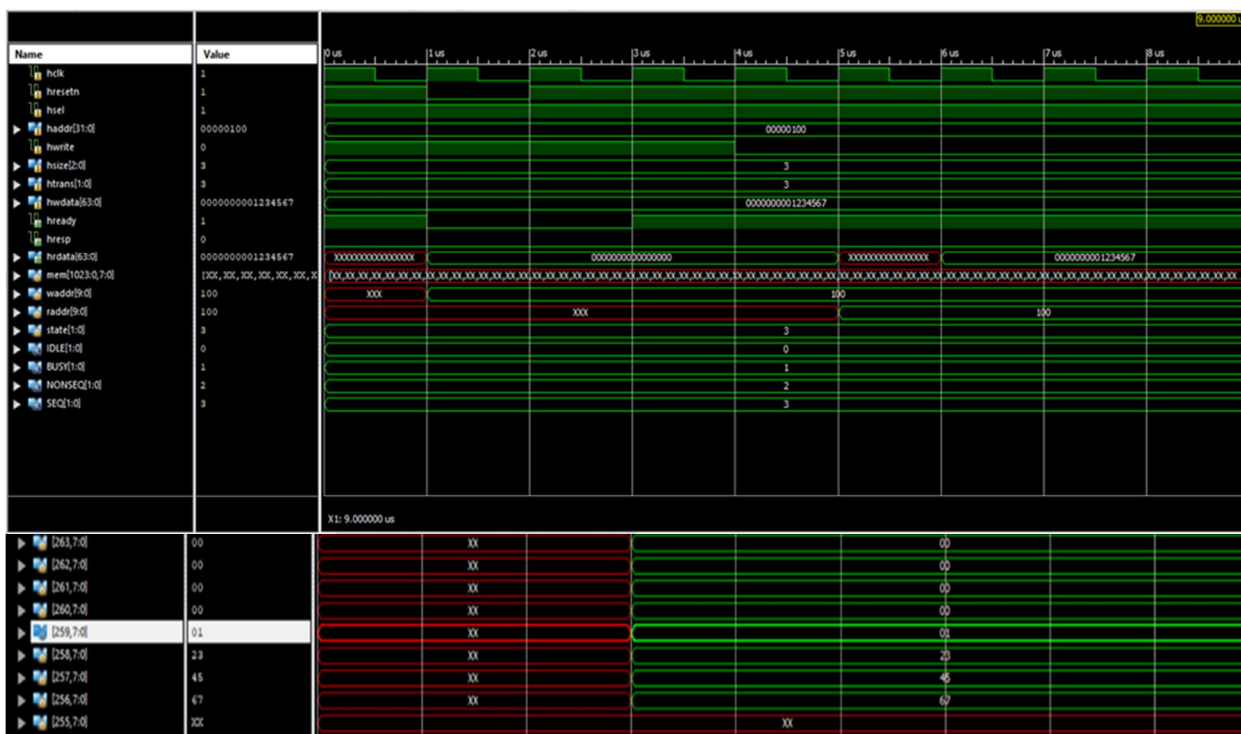 9.000000 u
Name Value 0 us 1 us 2 us 3 us 4 us 5 us 6 us 7 us 8 us
hclk 1
hresetn 1
hsel 1
haddr[31:0] 00000100 00000100
hwrite 0
hsize[2:0] 3 3
htrans[1:0] 3 3
hwdata[63:0] 0000000001234567 0000000001234567
hready 1
hresp 0
hrdata[63:0] 0000000001234567 XXXXXXXXXXXXXXXX 0000000000000000 XXXXXXXXXXXXXXXX 0000000001234567
mem[1023:0,7:0]
waddr[9:0] 100 XXX 100
raddr[9:0] 100 XXX 100
state[1:0] 3 3
IDLE[1:0] 0 0
BUSY[1:0] 1 1
NONSEQ[1:0] 2 2
SEQ[1:0] 3 3
X1: 9.000000 us
[263,7:0] 00 XX 00
[262,7:0] 00 XX 00
[261,7:0] 00 XX 00
[260,7:0] 00 XX 00
[259,7:0] 01 XX 01
[258,7:0] 23 XX 23
[257,7:0] 45 XX 45
[256,7:0] 67 XX 67
[255,7:0] XX XX